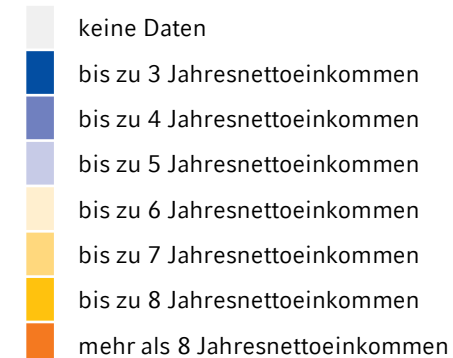 keine Daten
bis zu 3 Jahresnettoeinkommen
bis zu 4 Jahresnettoeinkommen
bis zu 5 Jahresnettoeinkommen
bis zu 6 Jahresnettoeinkommen
bis zu 7 Jahresnettoeinkommen
bis zu 8 Jahresnettoeinkommen
mehr als 8 Jahresnettoeinkommen